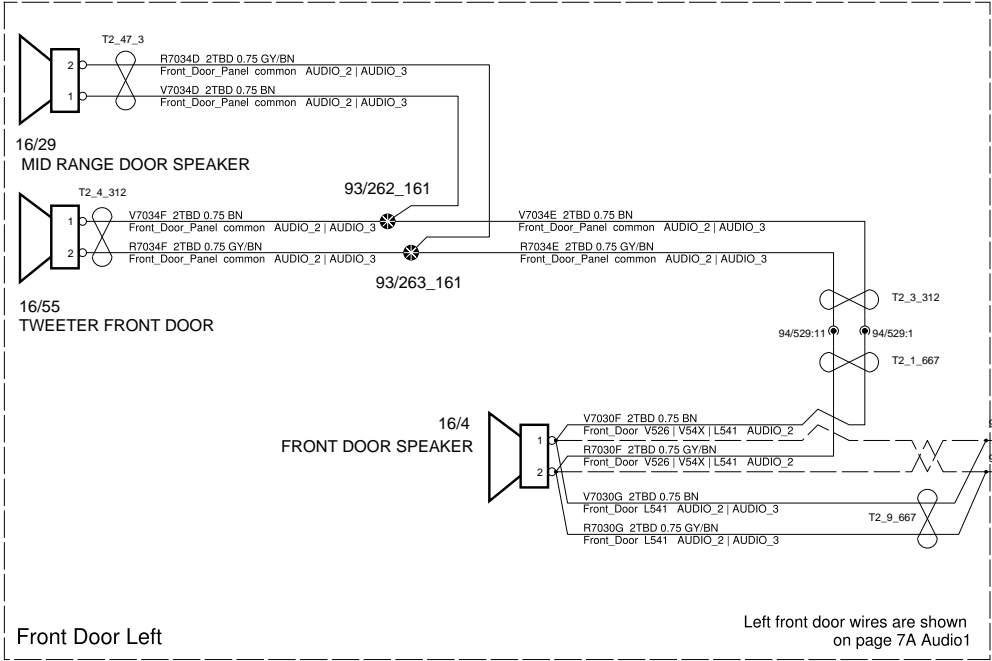 T2_47_3
R7034D 2TBD 0.75 GY/BN
2
Front_Door_Panel common AUDIO_2 | AUDIO_3
V7034D 2TBD 0.75 BN
1
Front_Door_Panel common AUDIO_2 | AUDIO_3
16/29
MID RANGE DOOR SPEAKER
T2_4_312
93/262_161
V7034F 2TBD 0.75 BN
V7034E 2TBD 0.75 BN
1
Front_Door_Panel common AUDIO_2 | AUDIO_3
Front_Door_Panel common AUDIO_2 | AUDIO_3
R7034F 2TBD 0.75 GY/BN
R7034E 2TBD 0.75 GY/BN
2
Front_Door_Panel common AUDIO_2 | AUDIO_3
Front_Door_Panel common AUDIO_2 | AUDIO_3
93/263_161
16/55
TWEETER FRONT DOOR
T2_3_312
94/529:11
94/529:1
T2_1_667
16/4
FRONT DOOR SPEAKER
V7030F 2TBD 0.75 BN
Front_Door V526 | V54X | L541 AUDIO_2
1
R7030F 2TBD 0.75 GY/BN
Front_Door V526 | V54X | L541 AUDIO_2
2
V7030G 2TBD 0.75 BN
Front_Door L541 AUDIO_2 | AUDIO_3
T2_9_667
R7030G 2TBD 0.75 GY/BN
Front_Door L541 AUDIO_2 | AUDIO_3
Front Door Left
Left front door wires are shown
on page 7A Audio1